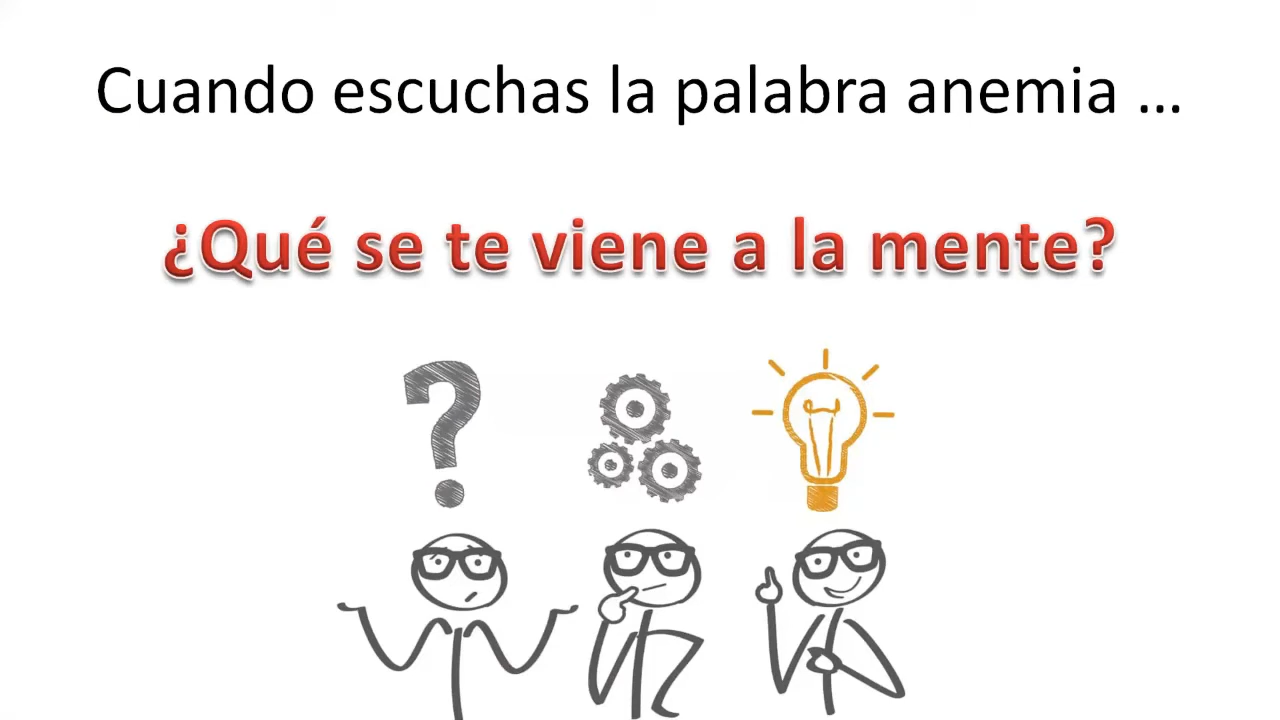 Cuando escuchas la palabra anemia ...
¿Qué se te viene a la mente?
?